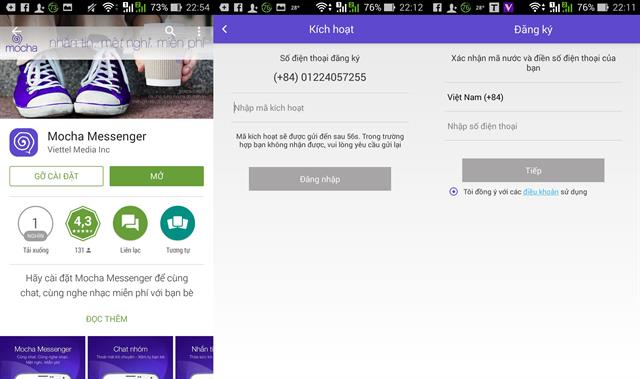 73% 22:54
mocha
nhắn tin, mật nghị, miễn phí
Mocha Messenger
Viettel Media Inc
GỠ CÀI ĐẶT
MỞ
1
NGHÌN
4,3
Tải xuống
131
Liên lạc
Tương tự
Hãy cài đặt Mocha Messenger để cùng
chat, cùng nghe nhạc miễn phí với bạn bè
ĐỌC THÊM
Mocha Messenger
Chat nhóm
Nhắn ti
76 28° 76% 22:12
Kích hoạt
Số điện thoại đăng ký
(+84) 01224057255
Nhập mã kích hoạt
Mã kích hoạt sẽ được gửi đến sau 56s. Trong trường
hợp bạn không nhận được, vui lòng yêu cầu gửi lại
Đăng nhập
28° T V 76% 22:11
Đăng ký
Xác nhận mã nước và điền số điện thoại của
bạn
Việt Nam (+84)
Nhập số điện thoại
Tiếp
Tôi đồng ý với các điều khoản sử dụng